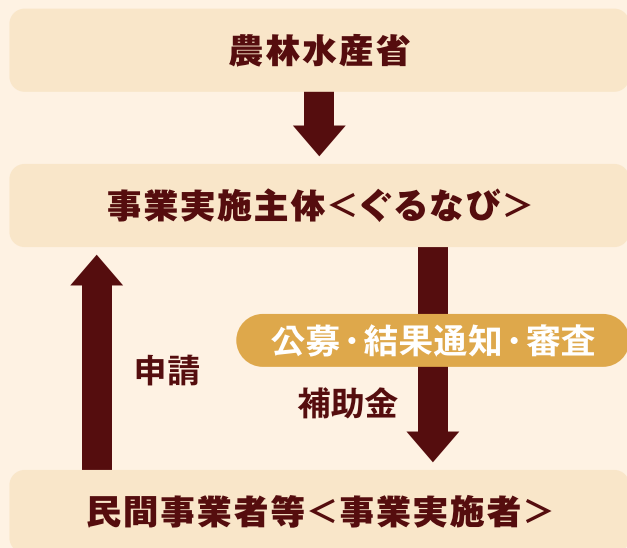 農林水産省
事業実施主体＜ぐるなび＞
公募・結果通知・審査
申請
補助金
民間事業者等＜事業実施者＞